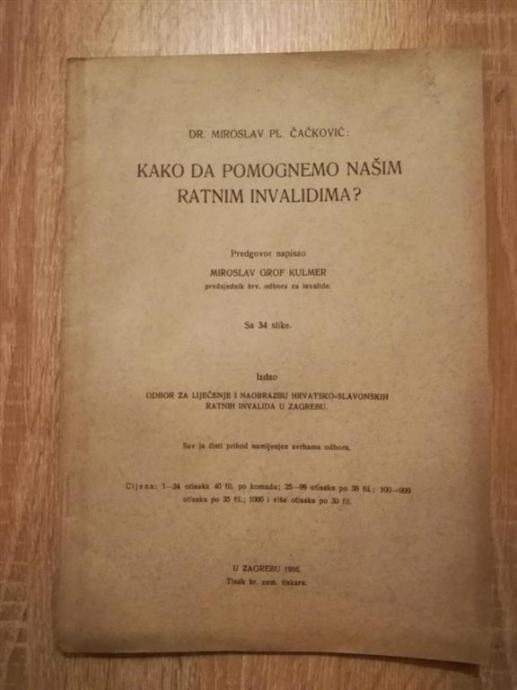 DR. MIROSLAV PL. ČAČKOVIĆ:
KAKO DA POMOGNEMO NAŠIM
RATNIM INVALIDIMA?
Predgovor napisao
MIROSLAV GROF KULMER
predsjednik hrv. odbora za invalide.
Sa 34 slike.
Izdao
ODBOR ZA LIJEČENJE I NAOBRAZBU HRVATSKO-SLAVONSKIH
RATNIH INVALIDA U ZAGREBU.
Sav je čisti prihod namijenjen svrhama odbora.
Cijena: 1—24 otisaka 40 fil. po komadu; 25—99 otisaka po 38 fil.; 100—999
otisaka po 35 fil.; 1000 i više otisaka po 30 fil.
U ZAGREBU 1916.
Tisak kr. zem. tiskare.